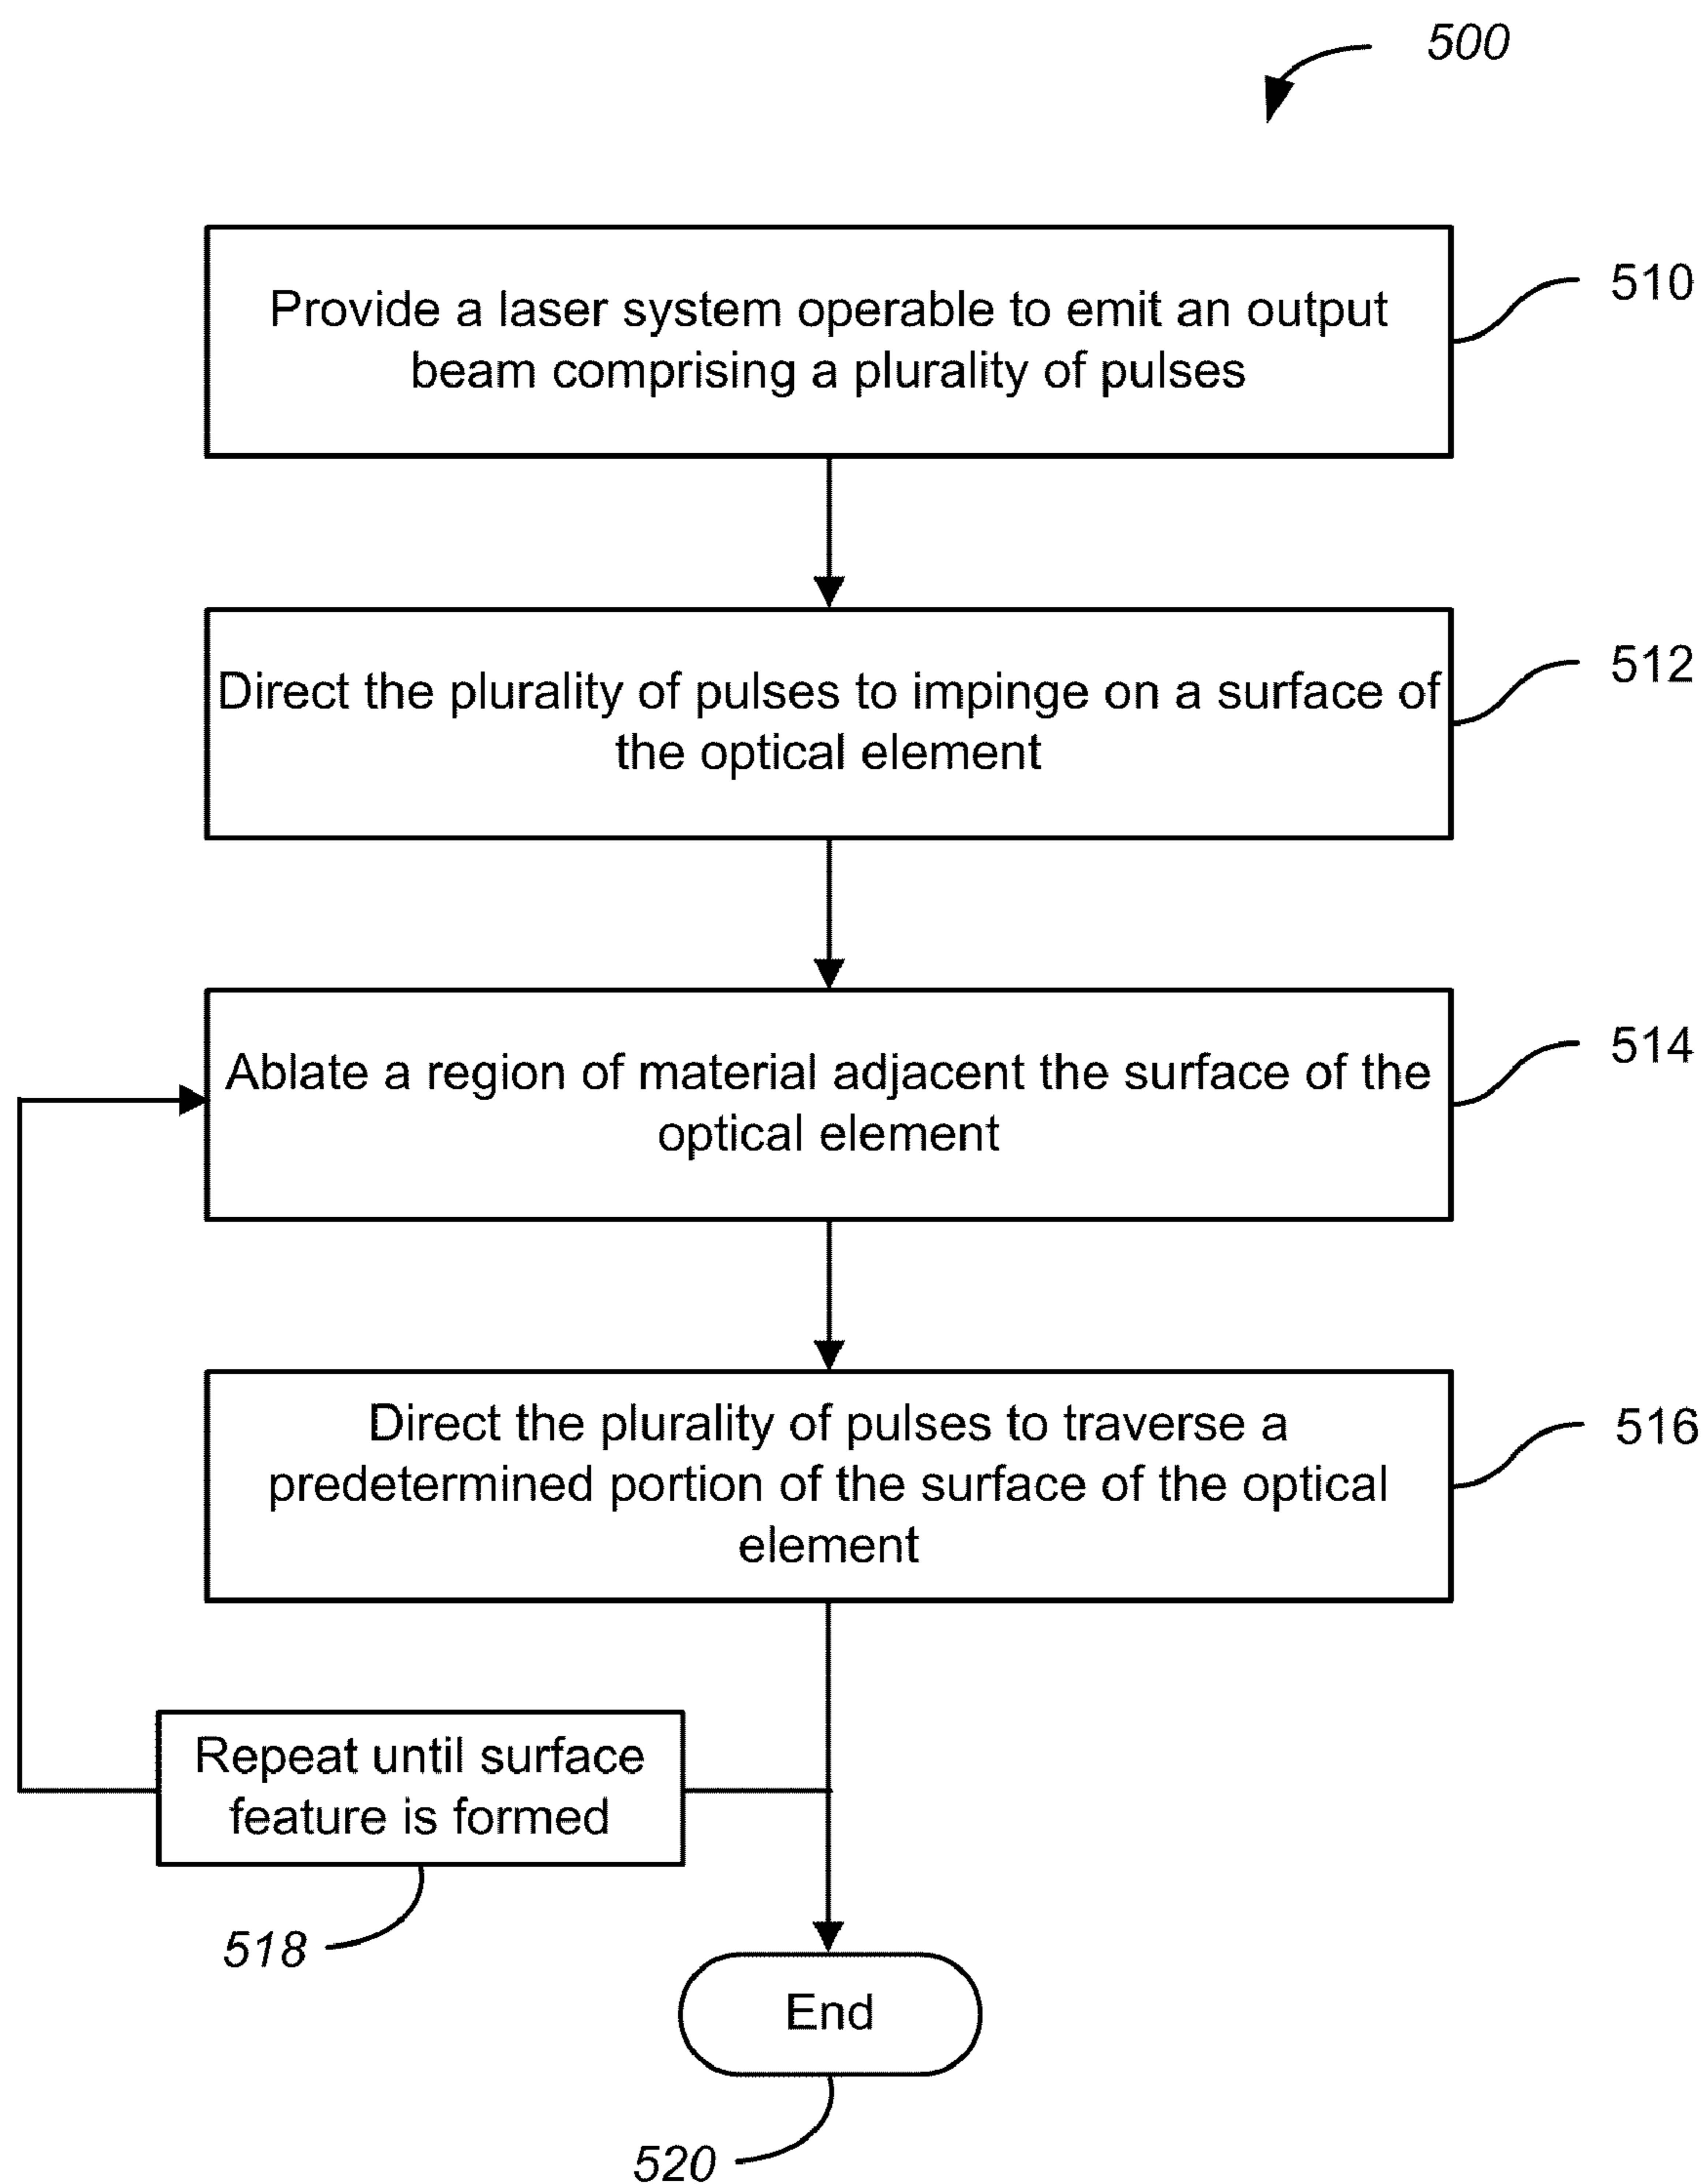 500
Provide a laser system operable to emit an output
beam comprising a plurality of pulses
510
Direct the plurality of pulses to impinge on a surface of
the optical element
512
Ablate a region of material adjacent the surface of the
optical element
514
Direct the plurality of pulses to traverse a
predetermined portion of the surface of the optical
element
516
Repeat until surface
feature is formed
518
End
520